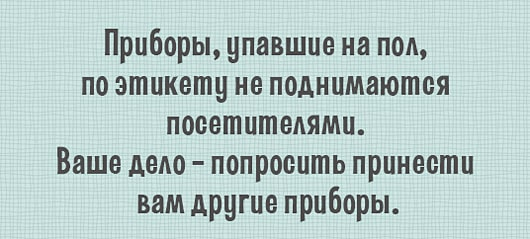 Приборы, упавшие на пол,
по этикету не поднимаются
посетителями.
Ваше дело - попросить принести
вам другие приборы.